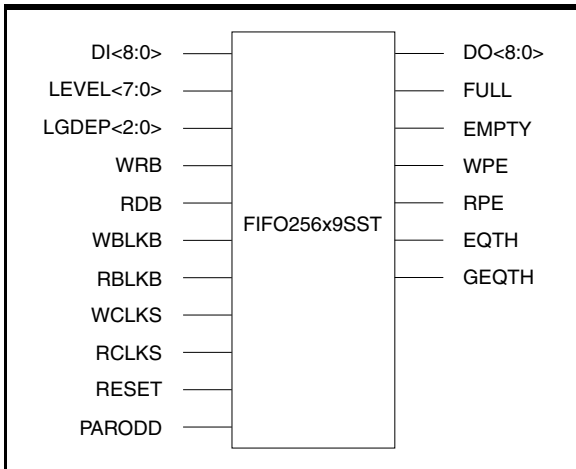 DI<8:0>
LEVEL<7:0>
LGDEP<2:0>
WRB
RDB
WBLKB
RBLKB
WCLKS
RCLKS
RESET
PARODD
FIFO256x9SST
DO<8:0>
FULL
EMPTY
WPE
RPE
EQTH
GEQTH